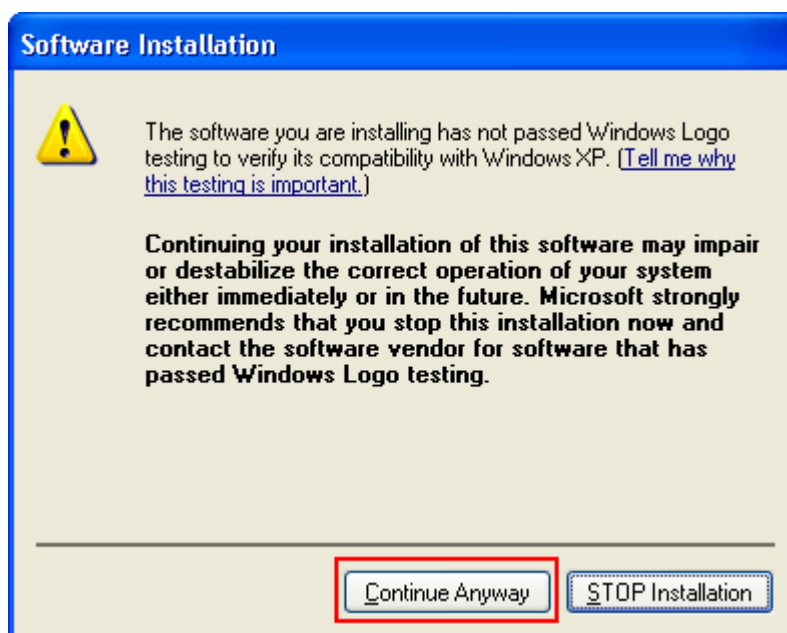 Software Installation
The software you are installing has not passed Windows Logo
testing to verify its compatibility with Windows XP. (Tell me why
this testing is important.)
Continuing your installation of this software may impair
or destabilize the correct operation of your system
either immediately or in the future. Microsoft strongly
recommends that you stop this installation now and
contact the software vendor for software that has
passed Windows Logo testing.
Continue Anyway
STOP Installation